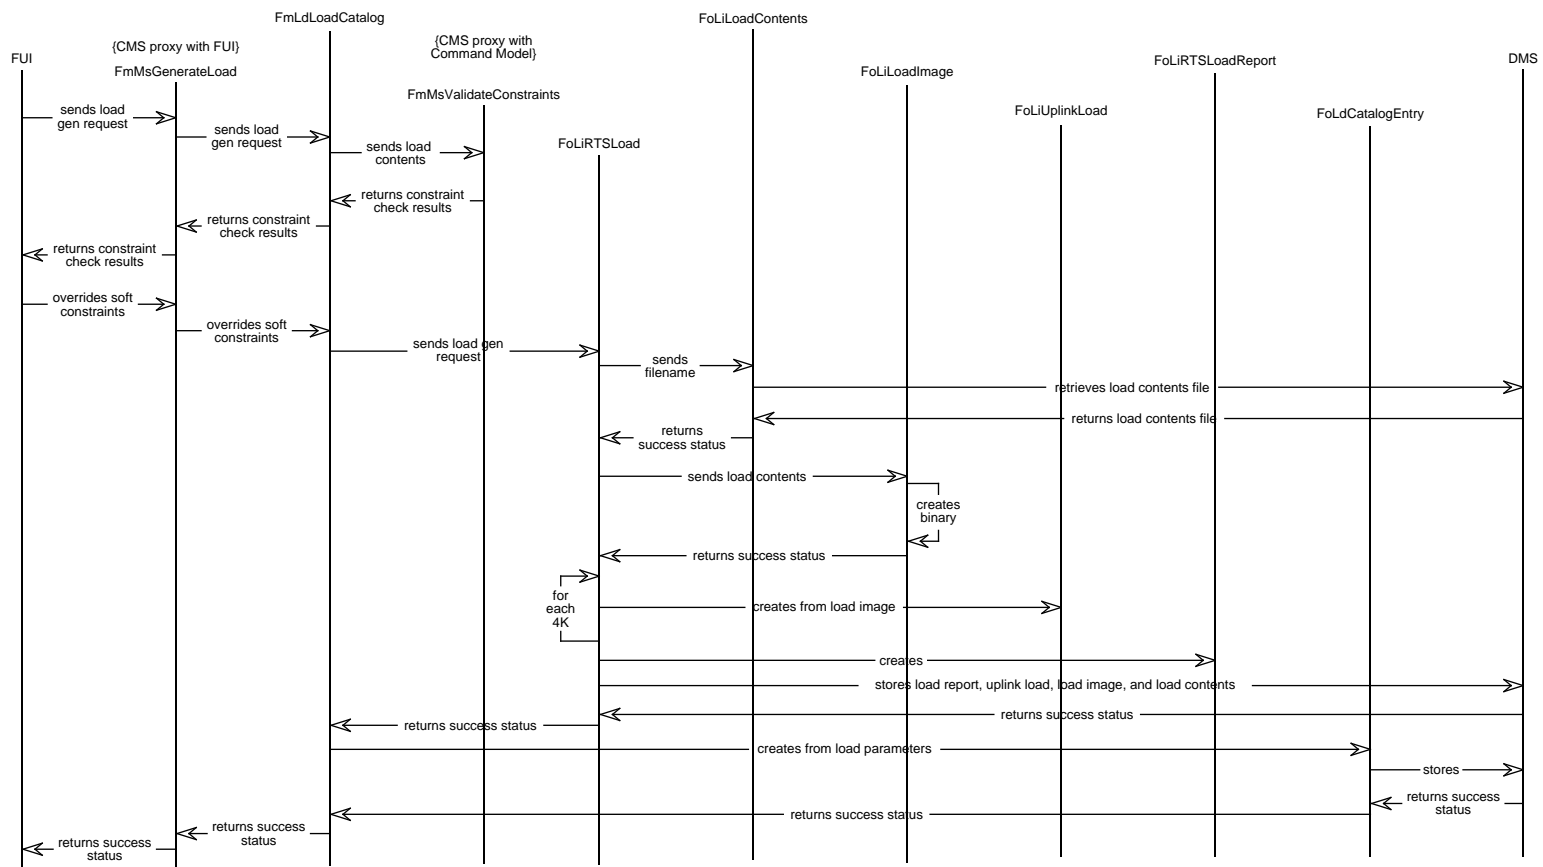 FmLdLoadCatalog
FoLiLoadContents
{CMS proxy with FUI}
{CMS proxy with
Command Model}
FUI
FmMsGenerateLoad
FoLiLoadImage
FoLiRTSLoadReport
DMS
FmMsValidateConstraints
FoLiUplinkLoad
FoLdCatalogEntry
FoLiRTSLoad
sends load
gen request
sends load
gen request
sends load
contents
returns constraint
check results
returns constraint
check results
returns constraint
check results
overrides soft
constraints
overrides soft
constraints
sends load gen
request
sends
filename
retrieves load contents file
returns load contents file
returns
success status
sends load contents
creates
binary
returns success status
for
each
4K
creates from load image
creates
stores load report, uplink load, load image, and load contents
returns success status
returns success status
creates from load parameters
stores
returns success
status
returns success status
returns success
status
returns success
status